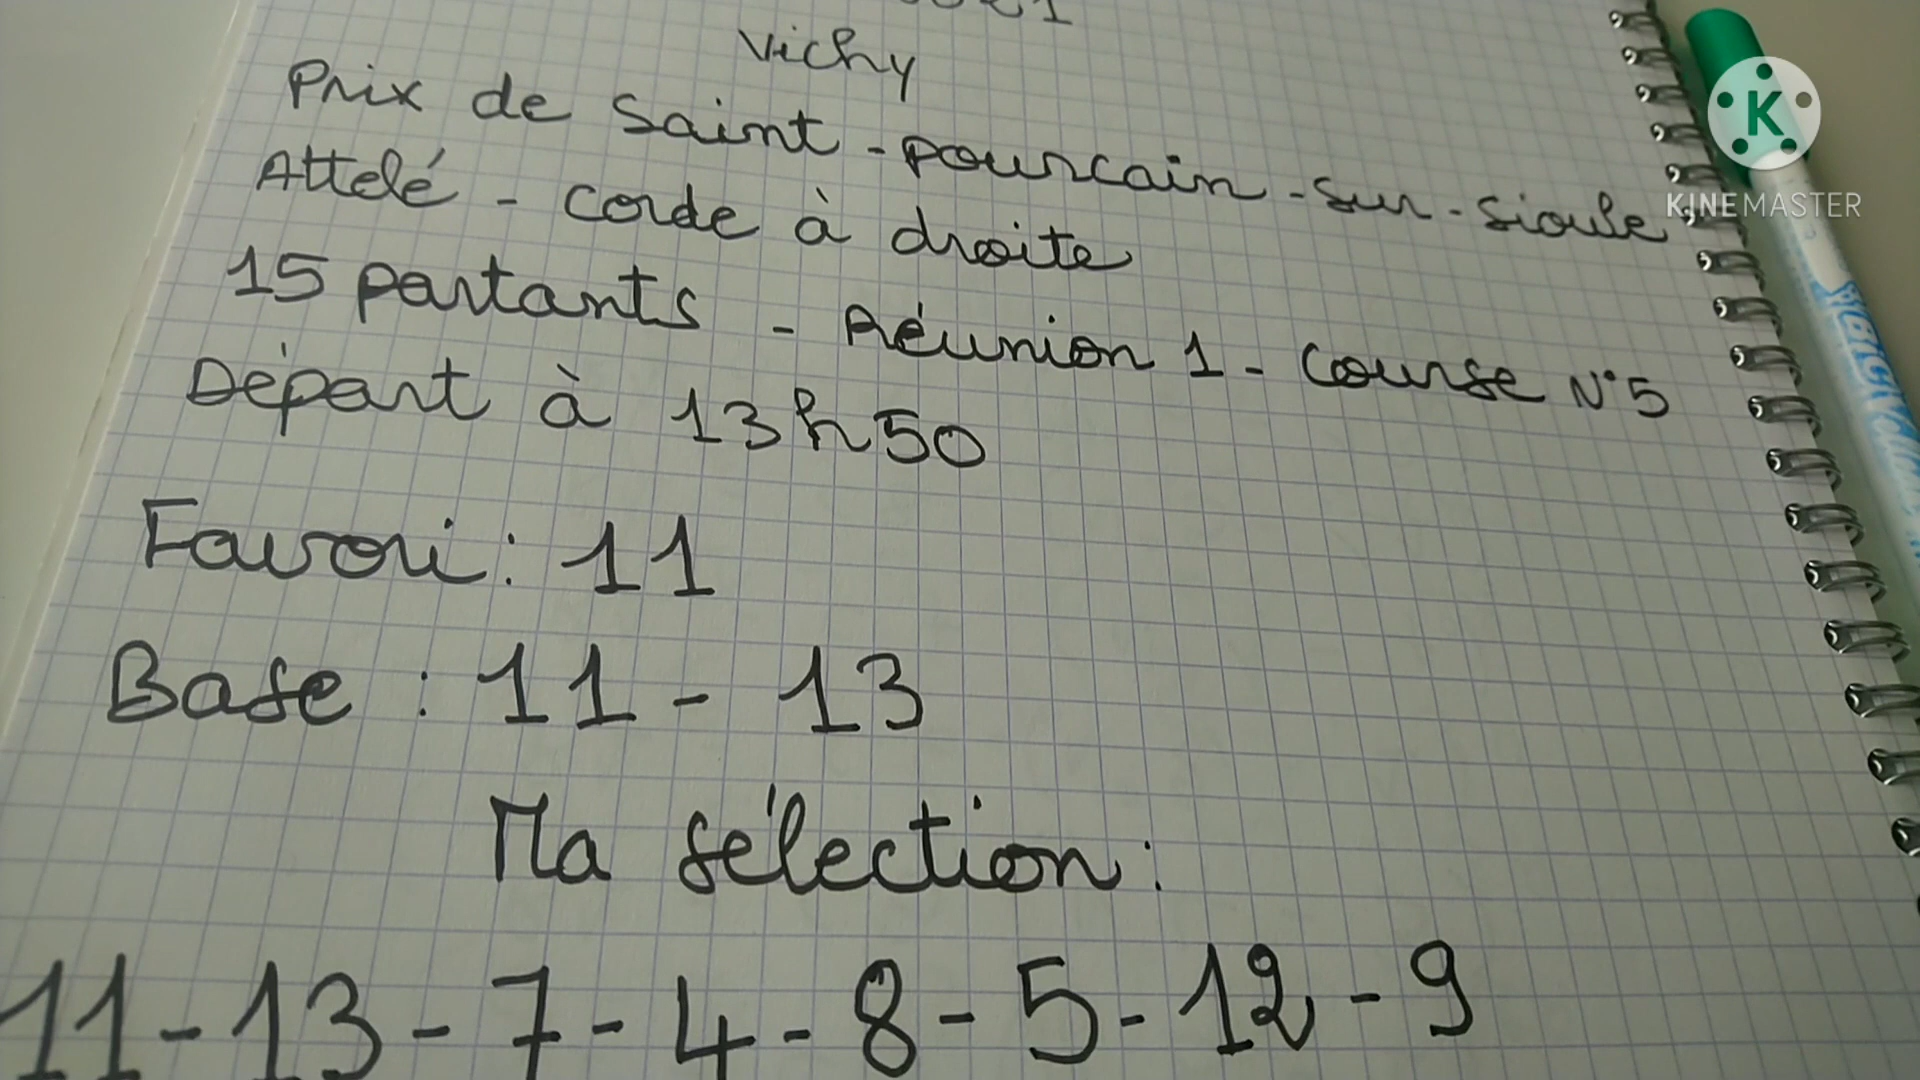 Vichy
Prix de Saint-pourcain-sur-Sioule
Attelé - Corde à droite
15 partants - Réunion 1 - Course N°5
Départ à 13h50
Favori : 11
Base : 11 - 13
Ma sélection :
11 - 13 - 7 - 4 - 8 - 5 - 12 - 9
KINEMASTER